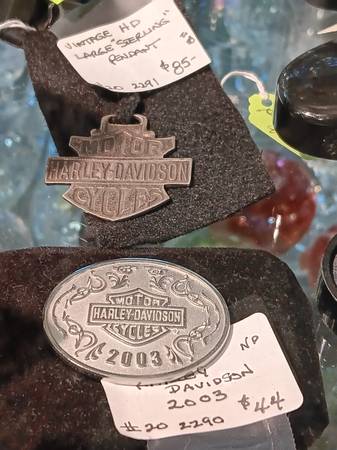 VINTAGE HD
LARGE "STERLING"
PENDANT $85-
20 2291
MOTOR
HARLEY-DAVIDSON
CYCLES
MOTOR
HARLEY-DAVIDSON
CYCLES
2003
NP
DAVIDSON
2003
$44
#20 2290